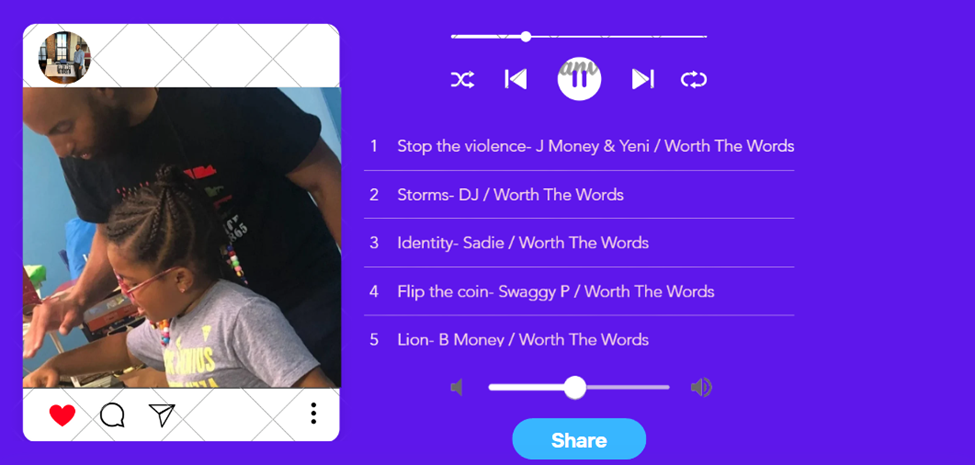 1 Stop the violence- J Money & Yeni / Worth The Words
2 Storms- DJ / Worth The Words
3 Identity- Sadie / Worth The Words
4 Flip the coin- Swaggy P / Worth The Words
5 Lion- B Money / Worth The Words
Share